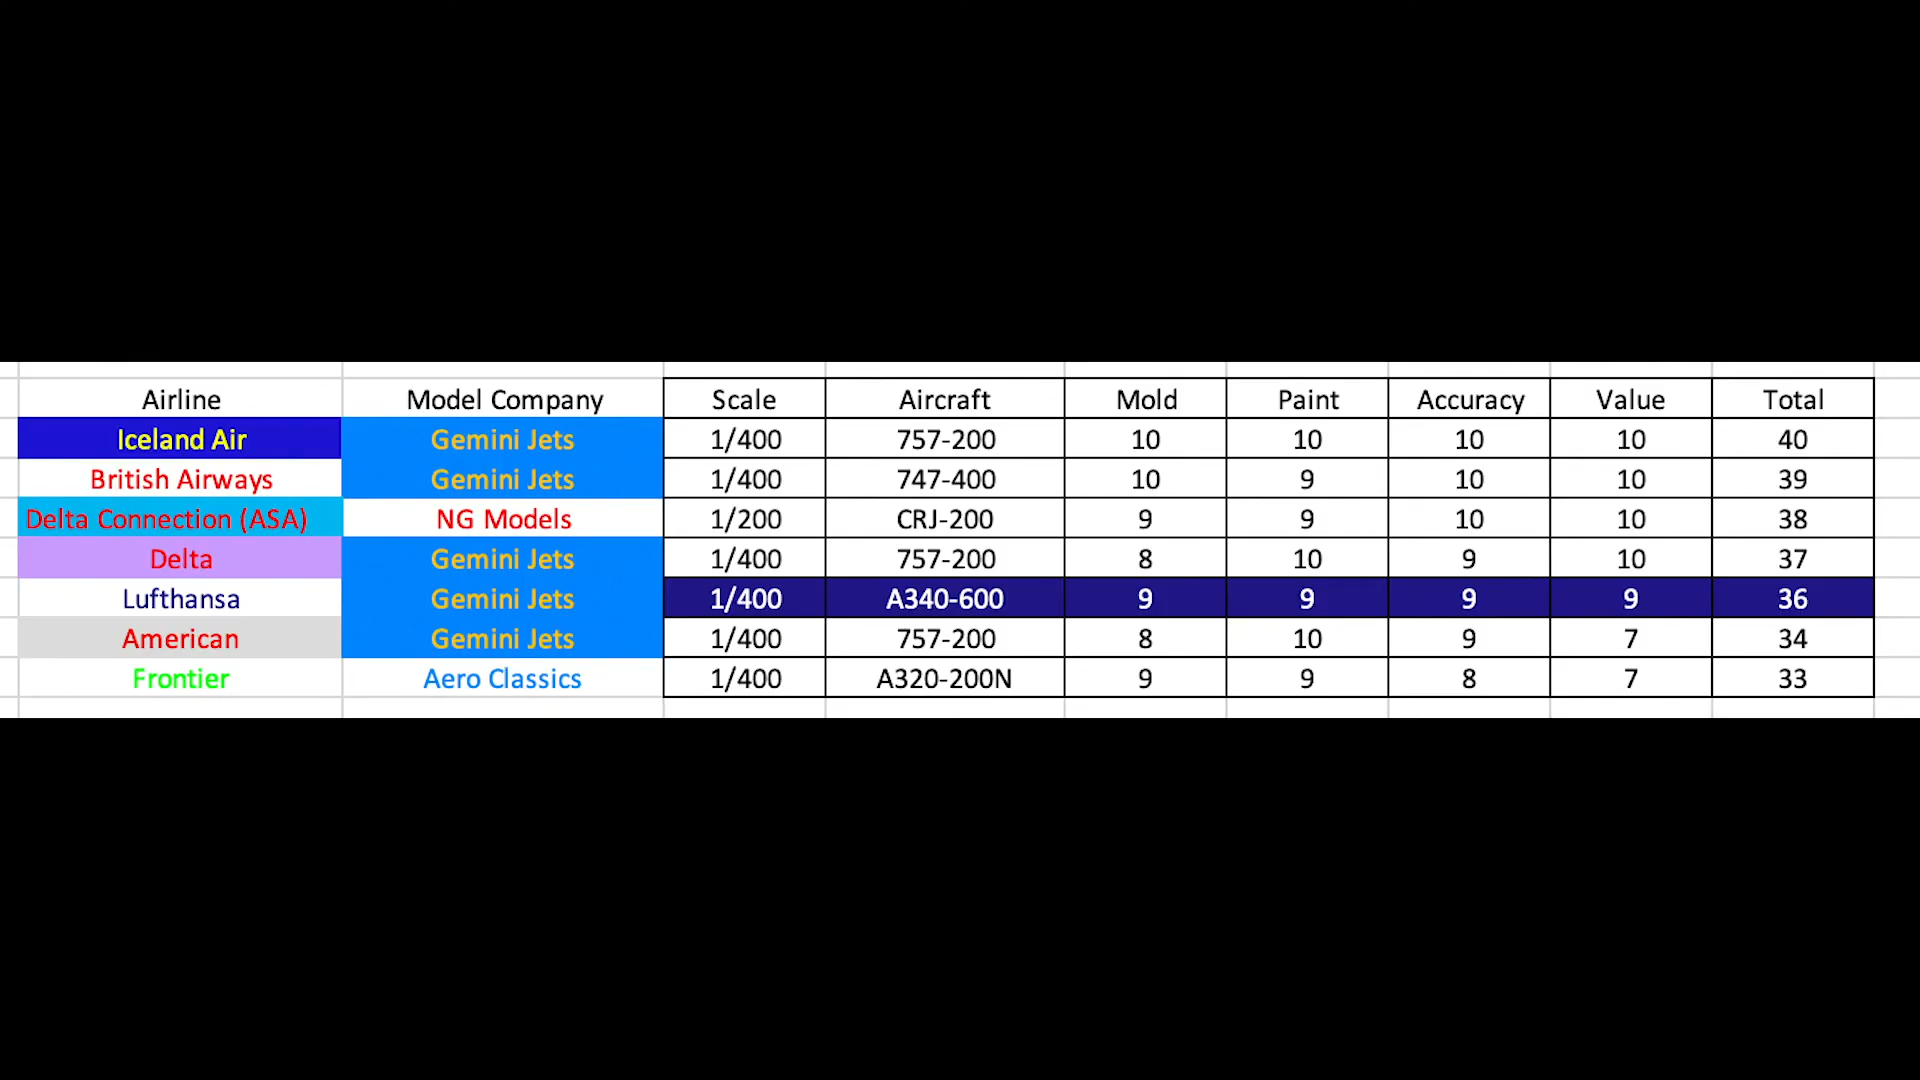 Airline Model Company Scale Aircraft Mold Paint Accuracy Value Total
Iceland Air Gemini Jets 1/400 757-200 10 10 10 10 40
British Airways Gemini Jets 1/400 747-400 10 9 10 10 39
Delta Connection (ASA) NG Models 1/200 CRJ-200 9 9 10 10 38
Delta Gemini Jets 1/400 757-200 8 10 9 10 37
Lufthansa Gemini Jets 1/400 A340-600 9 9 9 9 36
American Gemini Jets 1/400 757-200 8 10 9 7 34
Frontier Aero Classics 1/400 A320-200N 9 9 8 7 33